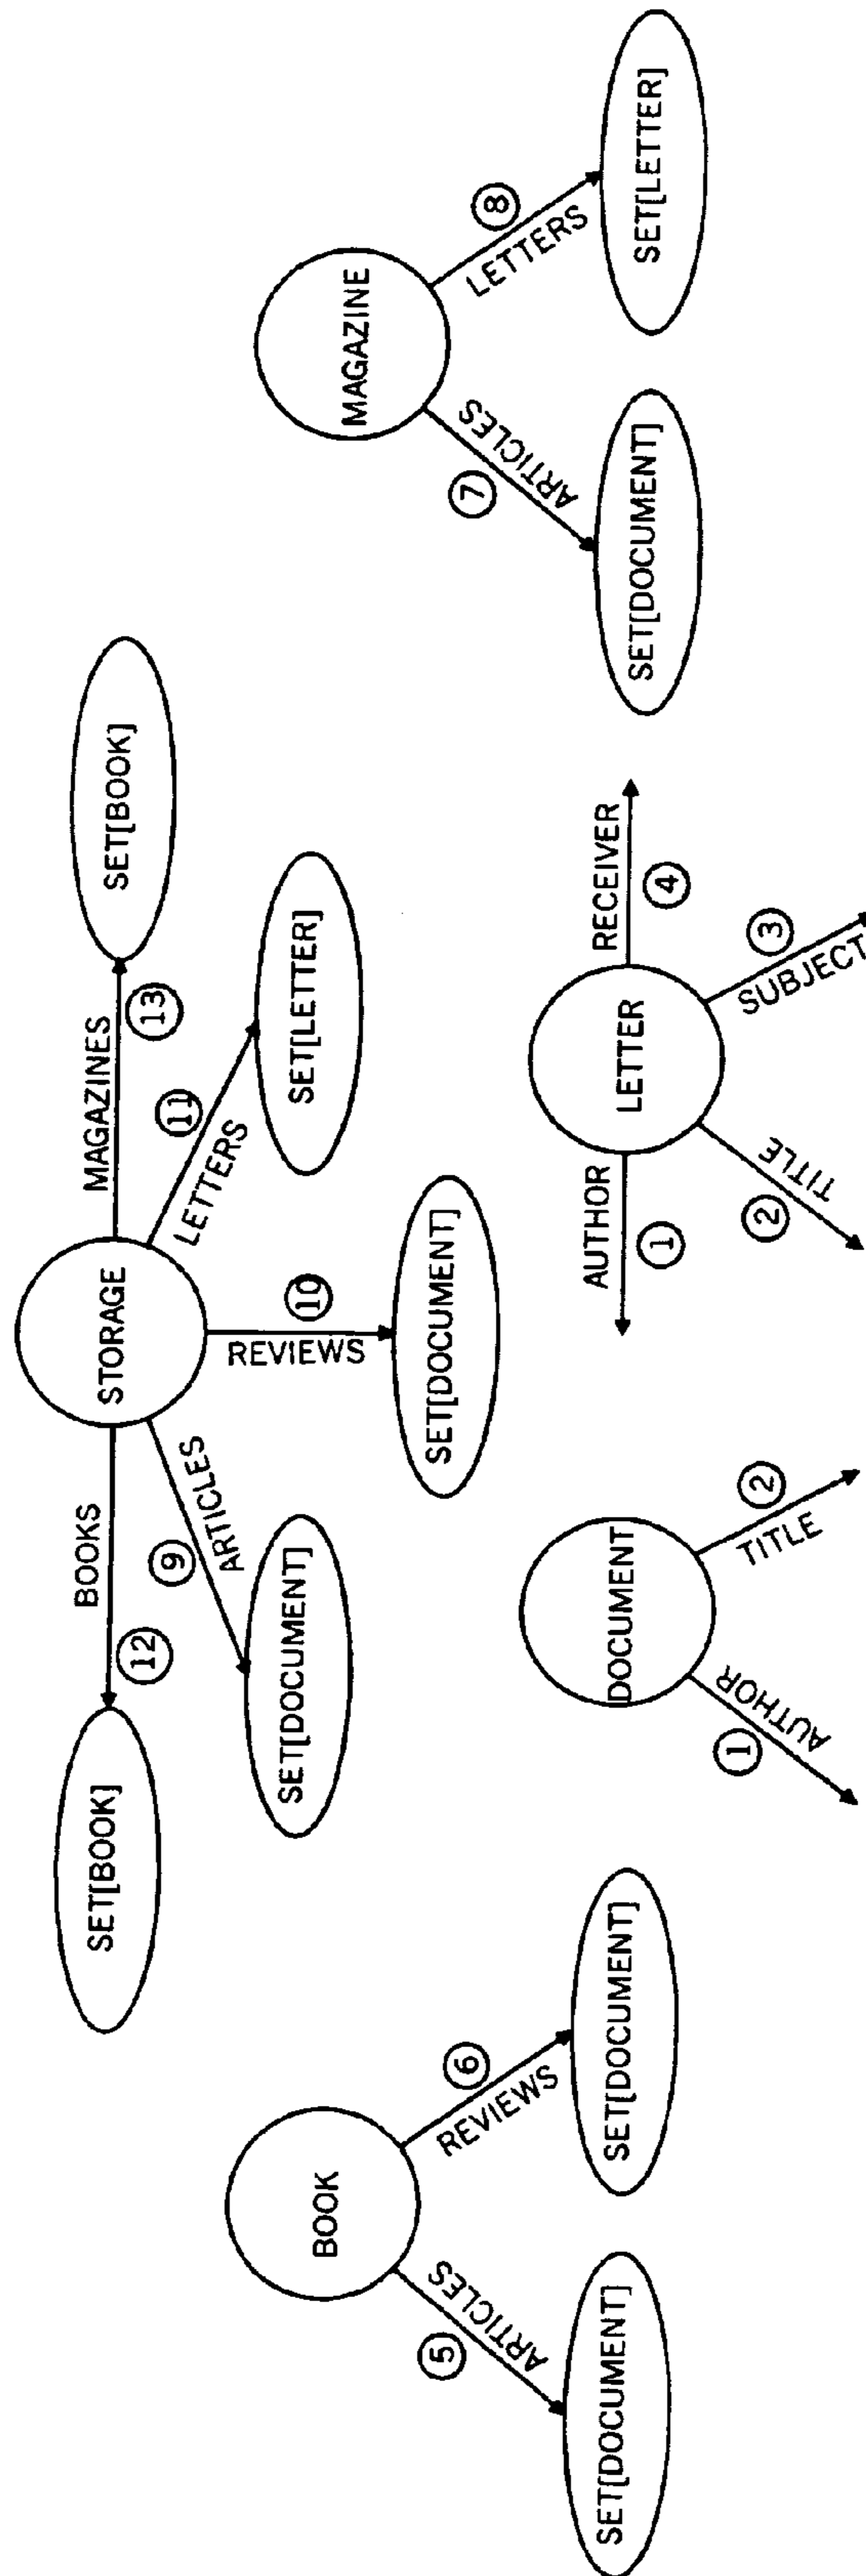 STORAGE
BOOKS
12
SET[BOOK]
ARTICLES
9
SET[DOCUMENT]
REVIEWS
10
SET[DOCUMENT]
LETTERS
11
SET[LETTER]
MAGAZINES
13
SET[BOOK]
BOOK
ARTICLES
5
SET[DOCUMENT]
REVIEWS
6
SET[DOCUMENT]
DOCUMENT
AUTHOR
1
TITLE
2
LETTER
AUTHOR
1
TITLE
2
SUBJECT
3
RECEIVER
4
MAGAZINE
ARTICLES
7
SET[DOCUMENT]
LETTERS
8
SET[LETTER]